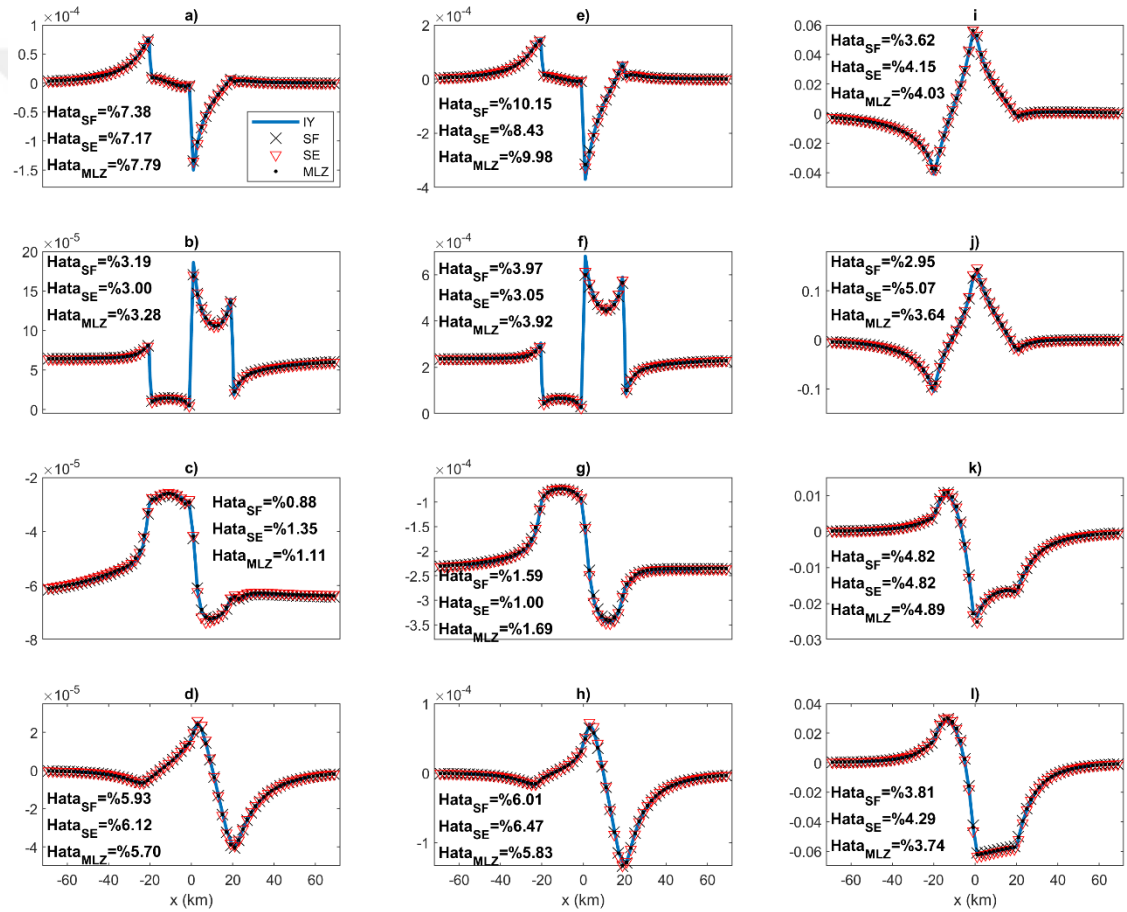 a)
×10⁻⁴
1
0.5
0
-0.5
-1
-1.5
Hata_SF=%7.38
Hata_SE=%7.17
Hata_MLZ=%7.79
IY
SF
SE
MLZ
e)
×10⁻⁴
2
0
-2
-4
Hata_SF=%10.15
Hata_SE=%8.43
Hata_MLZ=%9.98
i
0.06
0.04
0.02
0
-0.02
-0.04
Hata_SF=%3.62
Hata_SE=%4.15
Hata_MLZ=%4.03
b)
×10⁻⁵
20
15
10
5
0
Hata_SF=%3.19
Hata_SE=%3.00
Hata_MLZ=%3.28
f)
×10⁻⁴
6
4
2
0
Hata_SF=%3.97
Hata_SE=%3.05
Hata_MLZ=%3.92
j)
0.1
0
-0.1
Hata_SF=%2.95
Hata_SE=%5.07
Hata_MLZ=%3.64
c)
×10⁻⁵
-2
-4
-6
-8
Hata_SF=%0.88
Hata_SE=%1.35
Hata_MLZ=%1.11
g)
×10⁻⁴
-1
-1.5
-2
-2.5
-3
-3.5
Hata_SF=%1.59
Hata_SE=%1.00
Hata_MLZ=%1.69
k)
0.01
0
-0.01
-0.02
-0.03
Hata_SF=%4.82
Hata_SE=%4.82
Hata_MLZ=%4.89
d)
×10⁻⁵
2
0
-2
-4
Hata_SF=%5.93
Hata_SE=%6.12
Hata_MLZ=%5.70
-60 -40 -20 0 20 40 60
x (km)
h)
×10⁻⁴
1
0
-1
Hata_SF=%6.01
Hata_SE=%6.47
Hata_MLZ=%5.83
-60 -40 -20 0 20 40 60
x (km)
l)
0.04
0.02
0
-0.02
-0.04
-0.06
Hata_SF=%3.81
Hata_SE=%4.29
Hata_MLZ=%3.74
-60 -40 -20 0 20 40 60
x (km)